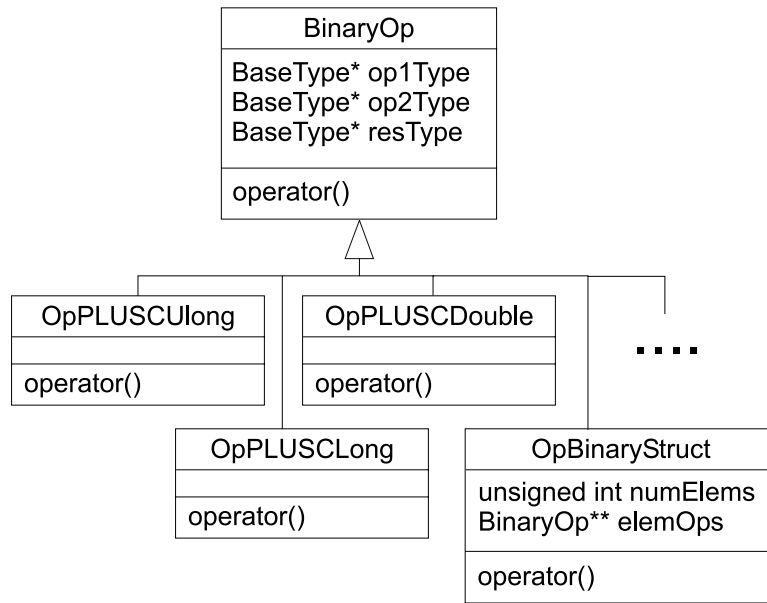 BinaryOp
BaseType* op1Type
BaseType* op2Type
BaseType* resType
operator()
OpPLUSCUlong
operator()
OpPLUSCDouble
operator()
....
OpPLUSCLong
operator()
OpBinaryStruct
unsigned int numElems
BinaryOp** elemOps
operator()